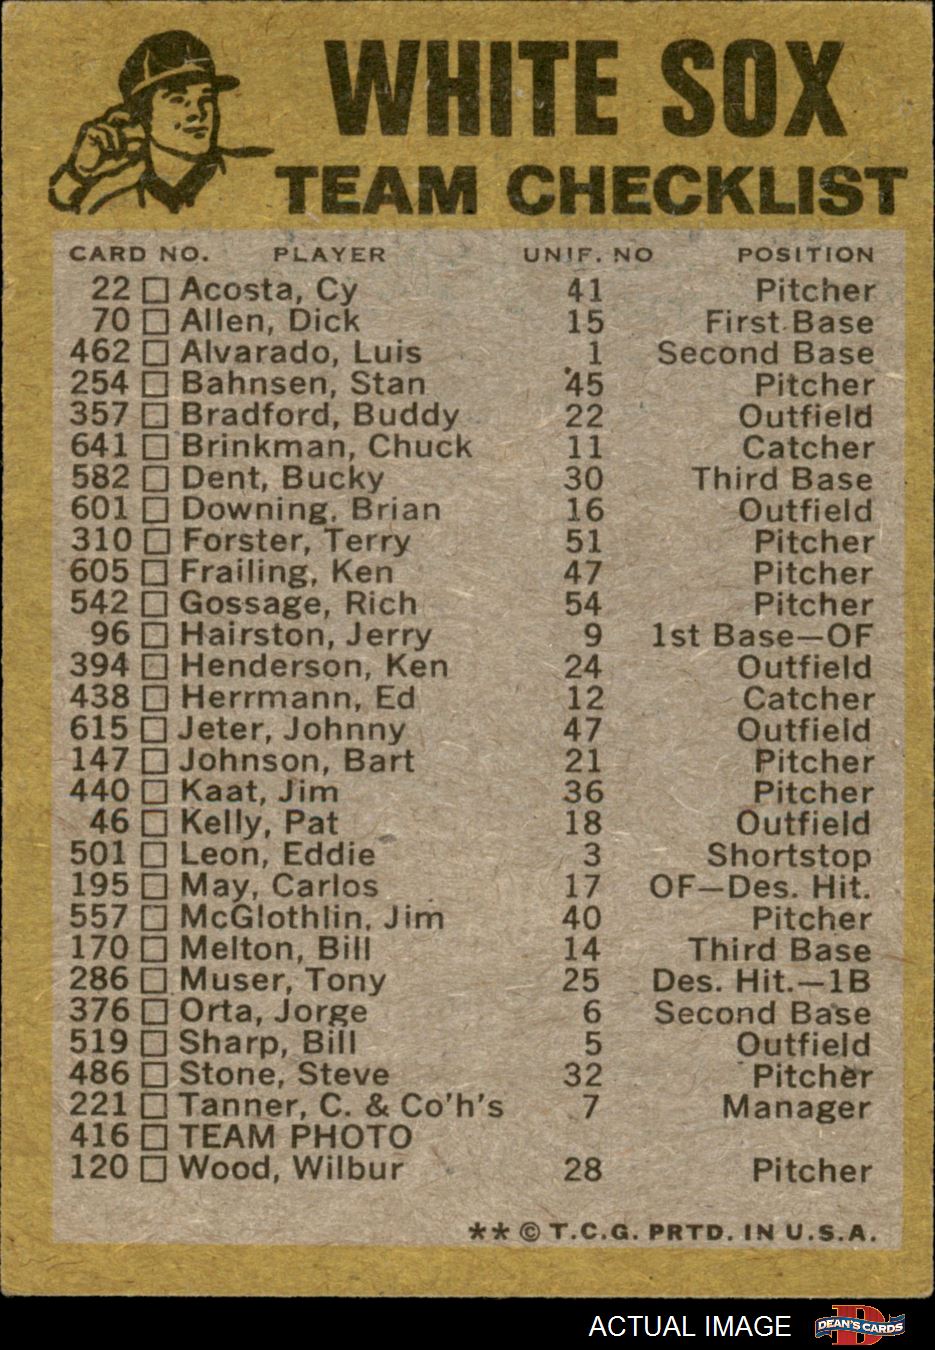 WHITE SOX
TEAM CHECKLIST
CARD NO. PLAYER UNIF. NO POSITION
22 Acosta, Cy 41 Pitcher
70 Allen, Dick 15 First Base
462 Alvarado, Luis 1 Second Base
254 Bahnsen, Stan 45 Pitcher
357 Bradford, Buddy 22 Outfield
641 Brinkman, Chuck 11 Catcher
582 Dent, Bucky 30 Third Base
601 Downing, Brian 16 Outfield
310 Forster, Terry 51 Pitcher
605 Frailing, Ken 47 Pitcher
542 Gossage, Rich 54 Pitcher
96 Hairston, Jerry 9 1st Base—OF
394 Henderson, Ken 24 Outfield
438 Herrmann, Ed 12 Catcher
615 Jeter, Johnny 47 Outfield
147 Johnson, Bart 21 Pitcher
440 Kaat, Jim 36 Pitcher
46 Kelly, Pat 18 Outfield
501 Leon, Eddie 3 Shortstop
195 May, Carlos 17 OF—Des. Hit.
557 McGlothlin, Jim 40 Pitcher
170 Melton, Bill 14 Third Base
286 Muser, Tony 25 Des. Hit.—1B
376 Orta, Jorge 6 Second Base
519 Sharp, Bill 5 Outfield
486 Stone, Steve 32 Pitcher
221 Tanner, C. & Co'h's 7 Manager
416 TEAM PHOTO
120 Wood, Wilbur 28 Pitcher
**© T.C.G. PRTD. IN U.S.A.
ACTUAL IMAGE
D
DEAN'S CARDS